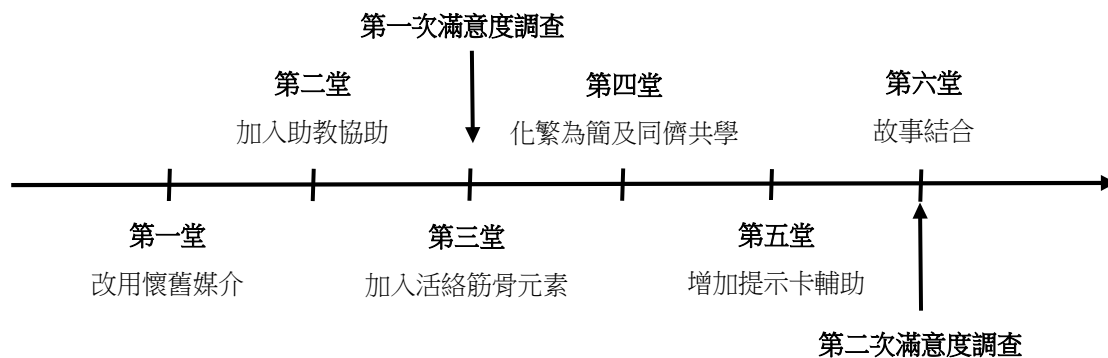 第一次滿意度調查
第二堂
加入助教協助
第四堂
化繁為簡及同儕共學
第六堂
故事結合
第一堂
改用懷舊媒介
第三堂
加入活絡筋骨元素
第五堂
增加提示卡輔助
第二次滿意度調查